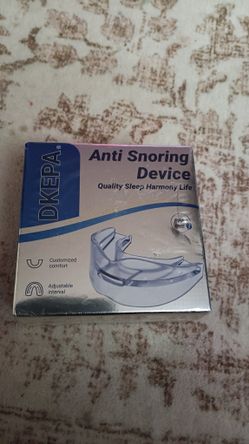 DKEPA®
Anti Snoring
Device
Quality Sleep Harmony Life
Customized
comfort
Adjustable
interval